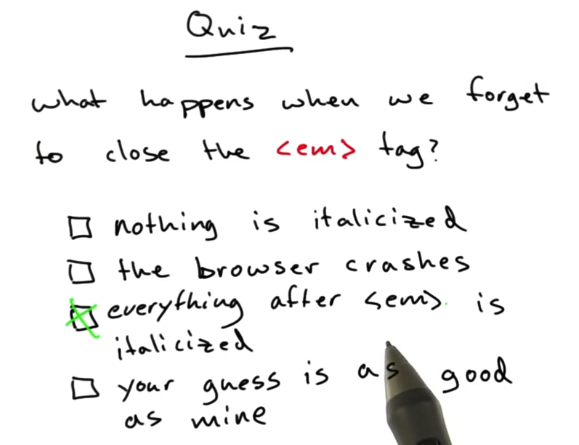 Quiz
what happens when we forget
to close the <em> tag?
nothing is italicized
the browser crashes
everything after <em> is
italicized
your guess is as good
as mine